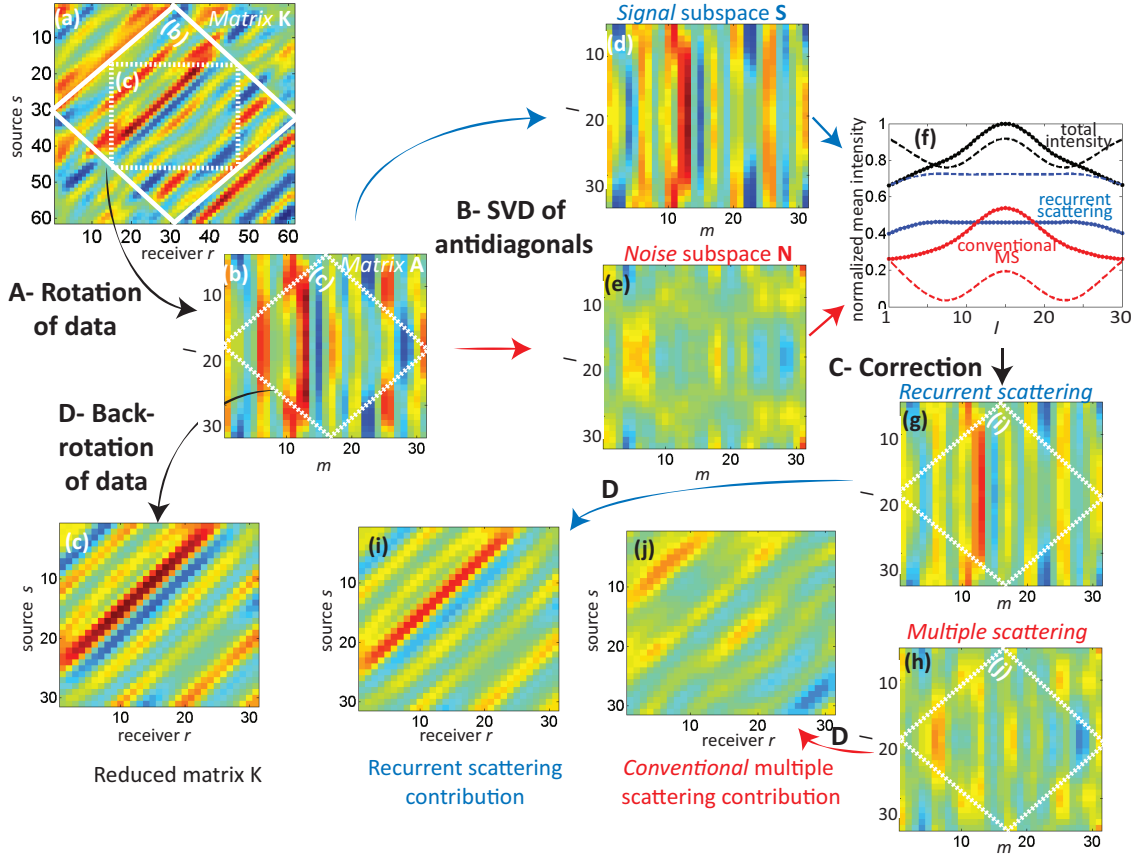 (a)
Matrix K
(b)
(c)
10
20
30
40
50
60
source s
10 20 30 40 50 60
receiver r
A- Rotation
of data
(b)
Matrix A
(c)
l
10
20
30
10 20 30
m
B- SVD of
antidiagonals
Signal subspace S
(d)
l
10
20
30
10 20 30
m
Noise subspace N
(e)
l
10
20
30
10 20 30
m
(f)
normalized mean intensity
1
0.8
0.6
0.4
0.2
0
1 10 20 30
l
total
intensity
recurrent
scattering
conventional
MS
C- Correction
Recurrent scattering
(g)
(i)
l
10
20
30
10 20 30
m
Multiple scattering
(h)
l
10
20
30
10 20 30
m
D- Back-
rotation
of data
D
D
(c)
source s
10
20
30
10 20 30
receiver r
Reduced matrix K
(i)
source s
10
20
30
10 20 30
receiver r
Recurrent scattering
contribution
(j)
source s
10
20
30
10 20 30
receiver r
Conventional multiple
scattering contribution